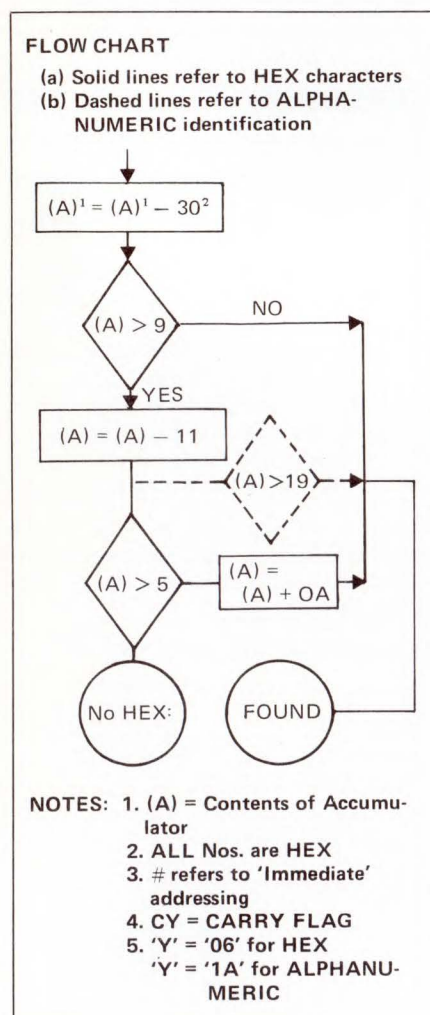 FLOW CHART
(a) Solid lines refer to HEX characters
(b) Dashed lines refer to ALPHA-
NUMERIC identification
(A)¹ = (A)¹ – 30²
(A) > 9
NO
YES
(A) = (A) – 11
(A)>19
(A) > 5
(A) =
(A) + OA
No HEX:
FOUND
NOTES: 1. (A) = Contents of Accumu-
lator
2. ALL Nos. are HEX
3. # refers to 'Immediate'
addressing
4. CY = CARRY FLAG
5. 'Y' = '06' for HEX
'Y' = '1A' for ALPHANU-
MERIC